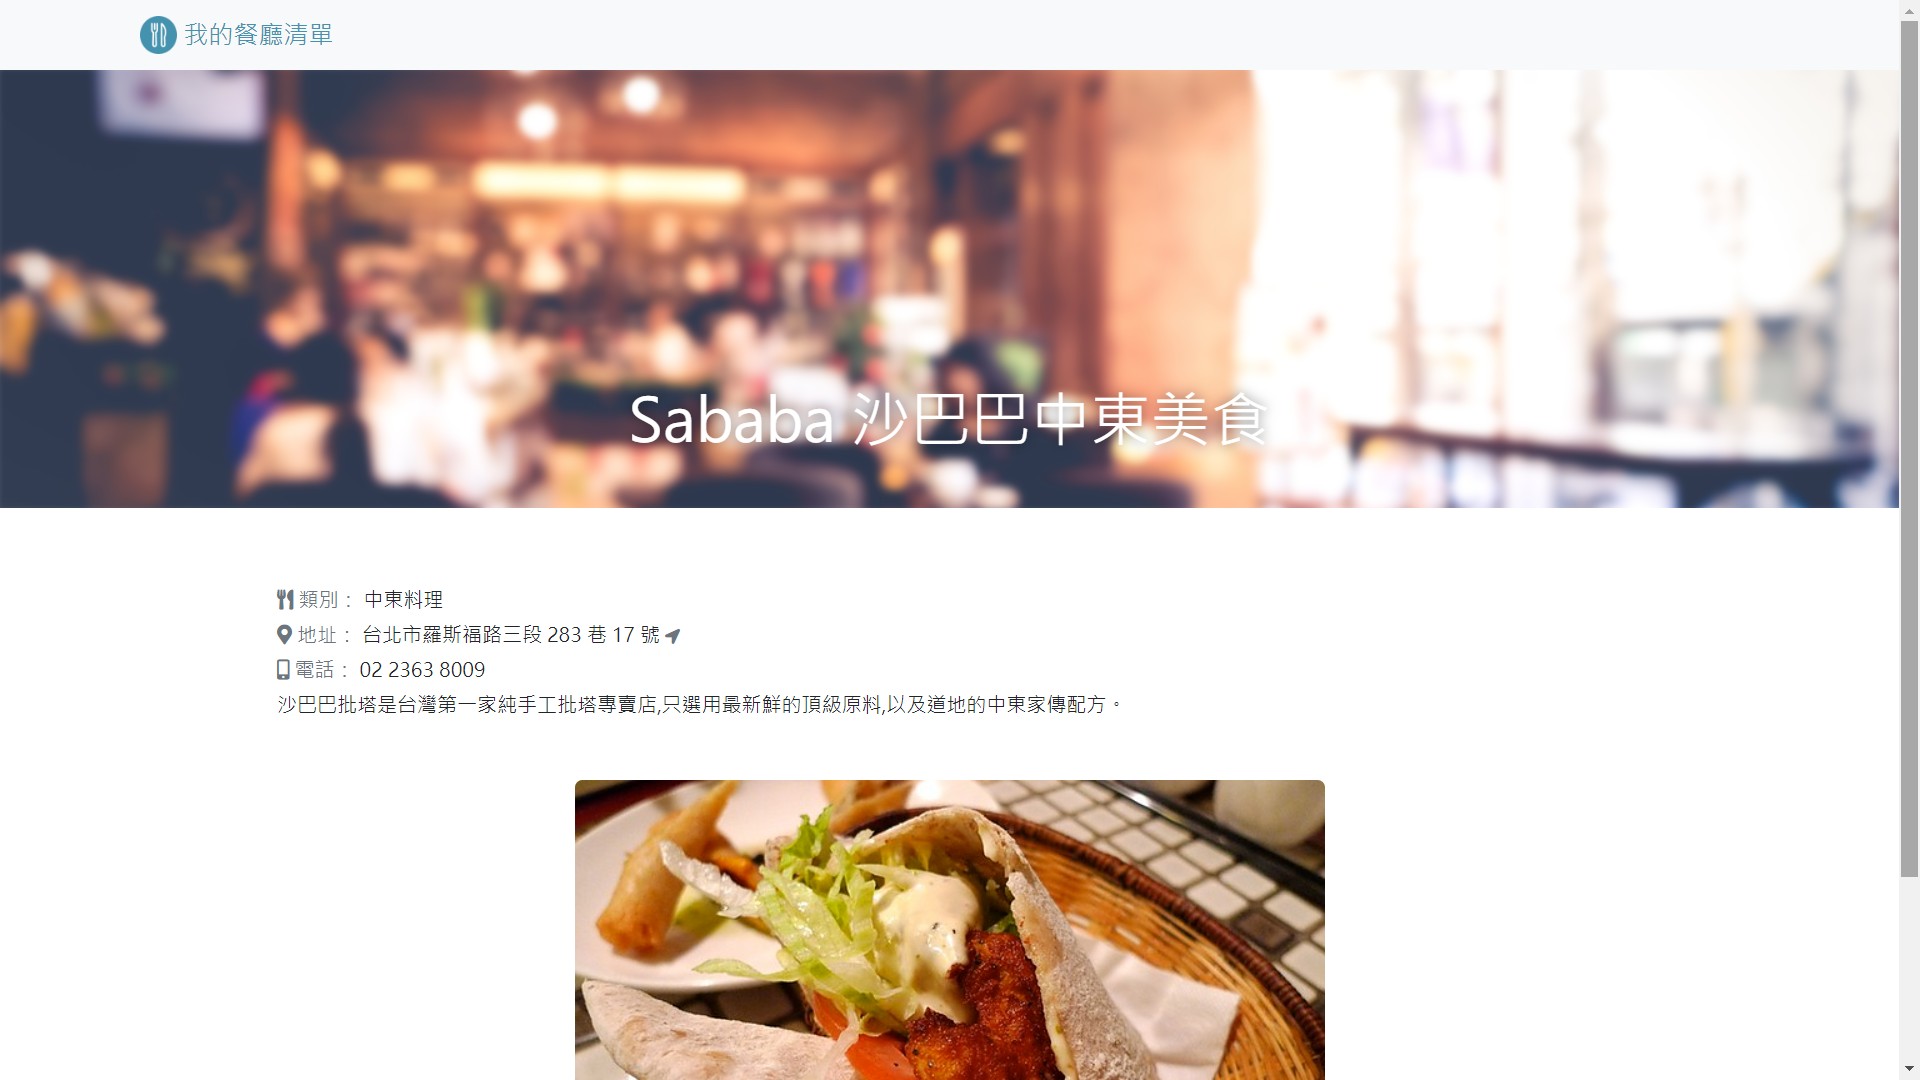 我的餐廳清單
Sababa 沙巴巴中東美食
類別： 中東料理
地址： 台北市羅斯福路三段 283 巷 17 號
電話： 02 2363 8009
沙巴巴批塔是台灣第一家純手工批塔專賣店,只選用最新鮮的頂級原料,以及道地的中東家傳配方。